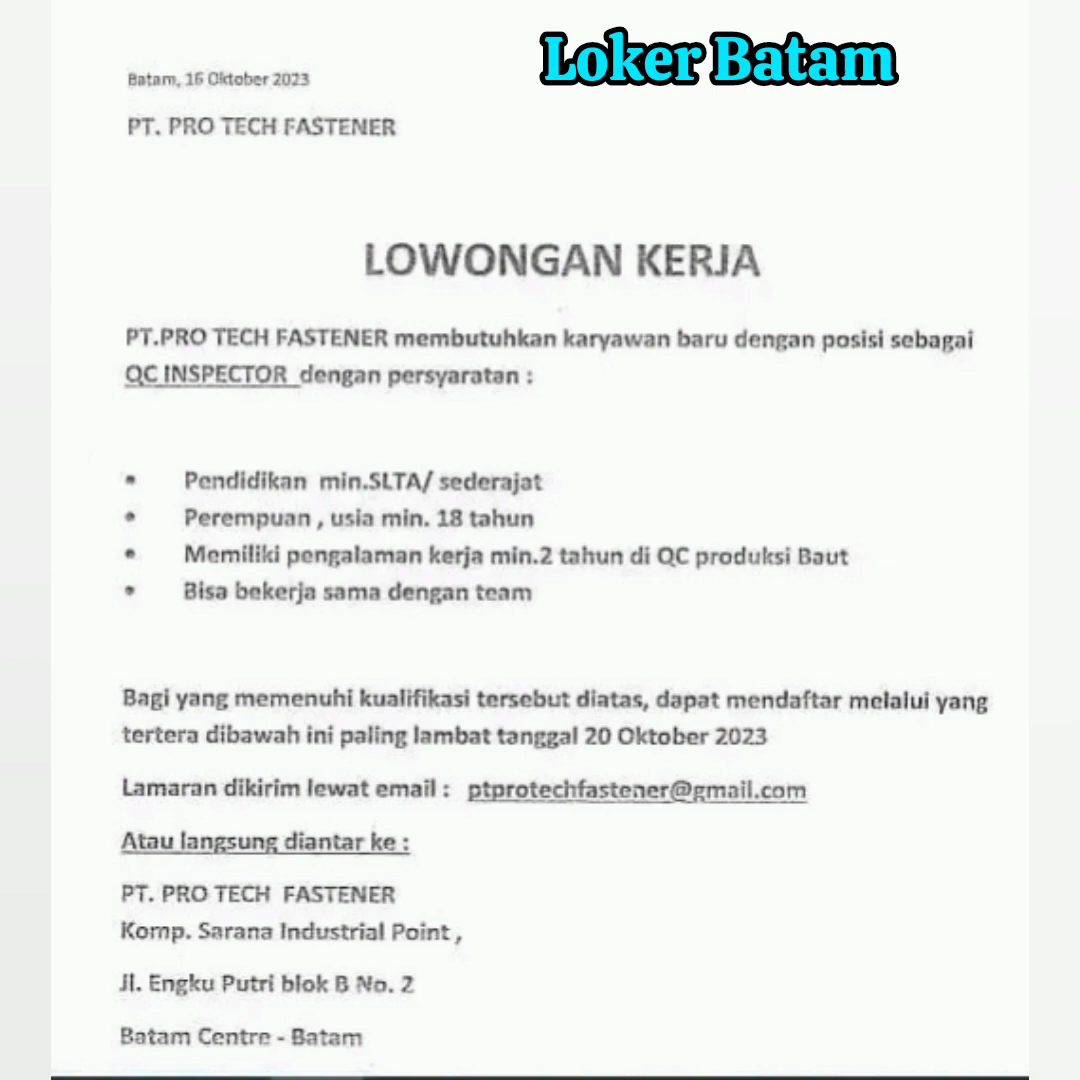 Loker Batam
Batam, 16 Oktober 2023
PT. PRO TECH FASTENER
LOWONGAN KERJA
PT.PRO TECH FASTENER membutuhkan karyawan baru dengan posisi sebagai
QC INSPECTOR dengan persyaratan :
• Pendidikan min.SLTA/ sederajat
• Perempuan , usia min. 18 tahun
• Memiliki pengalaman kerja min.2 tahun di QC produksi Baut
• Bisa bekerja sama dengan team
Bagi yang memenuhi kualifikasi tersebut diatas, dapat mendaftar melalui yang
tertera dibawah ini paling lambat tanggal 20 Oktober 2023
Lamaran dikirim lewat email : ptprotechfastener@gmail.com
Atau langsung diantar ke :
PT. PRO TECH FASTENER
Komp. Sarana Industrial Point ,
Jl. Engku Putri blok B No. 2
Batam Centre - Batam